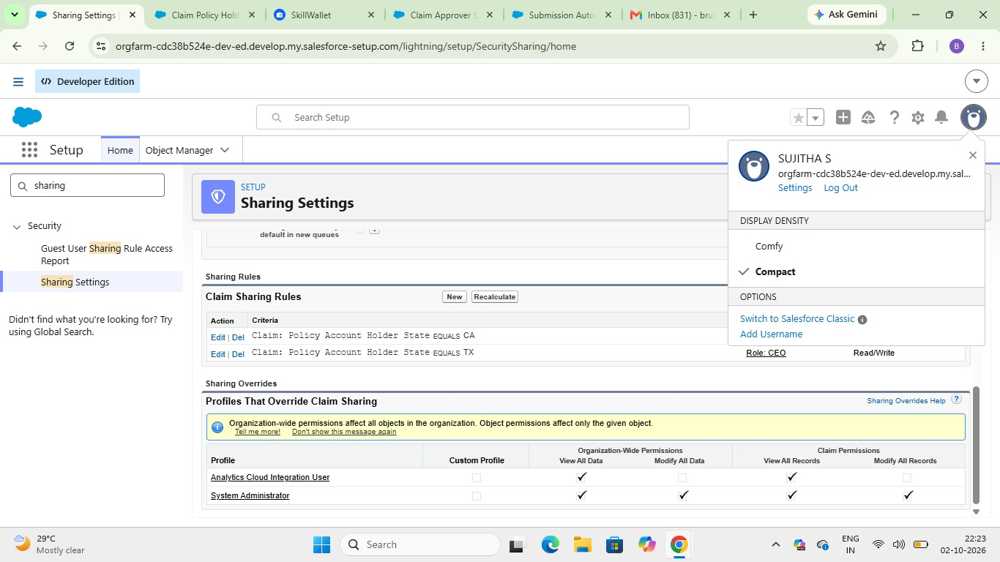 Sharing Settings |
Claim Policy Hold
SkillWallet
Claim Approver S
Submission Auto
Inbox (831) - bru
Ask Gemini
orgfarm-cdc38b524e-dev-ed.develop.my.salesforce-setup.com/lightning/setup/SecuritySharing/home
B
Developer Edition
Search Setup
Setup
Home
Object Manager
SUJITHA S
orgfarm-cdc38b524e-dev-ed.develop.my.sal...
Settings
Log Out
DISPLAY DENSITY
Comfy
Compact
OPTIONS
Switch to Salesforce Classic
Add Username
sharing
Security
Guest User Sharing Rule Access
Report
Sharing Settings
Didn't find what you're looking for? Try
using Global Search.
SETUP
Sharing Settings
default in new queues
Sharing Rules
Claim Sharing Rules
New
Recalculate
Action
Criteria
Edit | Del
Claim: Policy Account Holder State EQUALS CA
Edit | Del
Claim: Policy Account Holder State EQUALS TX
Role: CEO
Read/Write
Sharing Overrides
Profiles That Override Claim Sharing
Sharing Overrides Help ?
Organization-wide permissions affect all objects in the organization. Object permissions affect only the given object.
Tell me more!
Don't show this message again
Organization-Wide Permissions
Claim Permissions
Profile
Custom Profile
View All Data
Modify All Data
View All Records
Modify All Records
Analytics Cloud Integration User
System Administrator
29°C
Mostly clear
Search
ENG
IN
22:23
02-10-2026